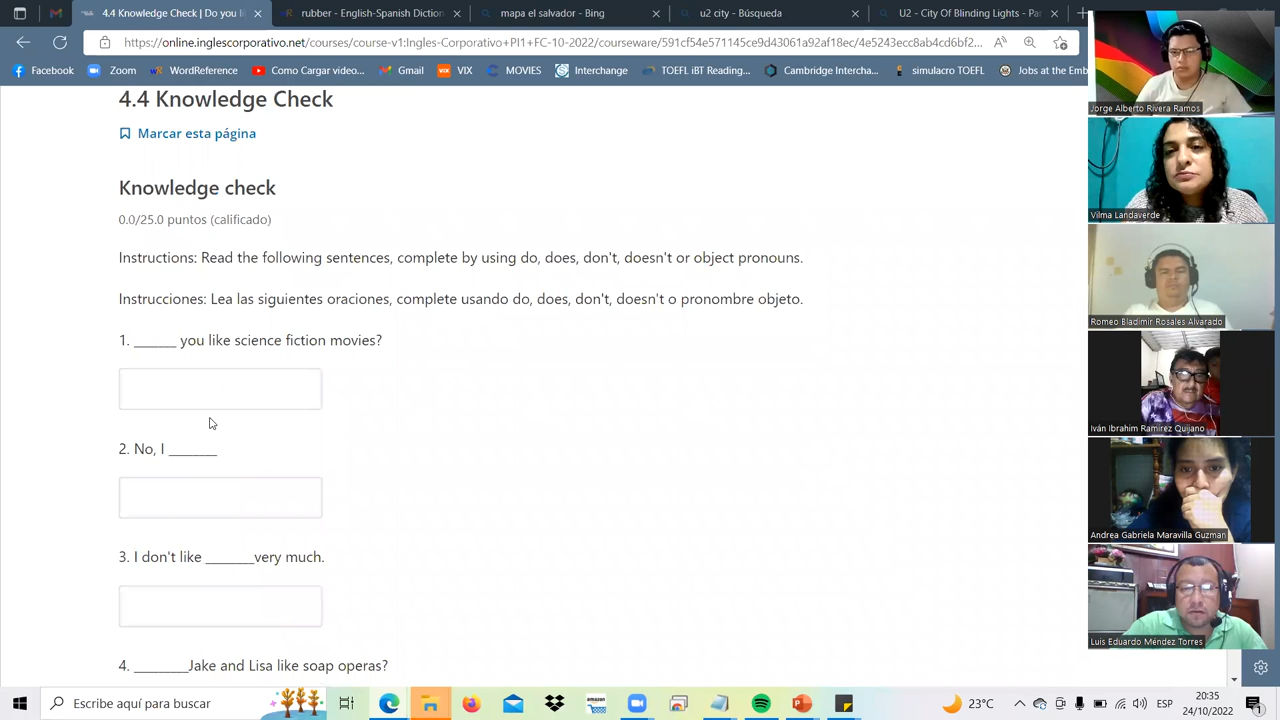 4.4 Knowledge Check | Do you li
rubber - English-Spanish Diction
mapa el salvador - Bing
u2 city - Búsqueda
U2 - City Of Blinding Lights - Pa
https://online.inglescorporativo.net/courses/course-v1:Ingles-Corporativo+PI1+FC-10-2022/courseware/591cf54e571145ce9d43061a92af18ec/4e5243ecc8ab4cd6bf2...
Facebook
Zoom
WordReference
Como Cargar video...
Gmail
VIX
MOVIES
Interchange
TOEFL iBT Reading...
Cambridge Intercha...
simulacro TOEFL
Jobs at the Emb
4.4 Knowledge Check
Marcar esta página
Knowledge check
0.0/25.0 puntos (calificado)
Instructions: Read the following sentences, complete by using do, does, don't, doesn't or object pronouns.
Instrucciones: Lea las siguientes oraciones, complete usando do, does, don't, doesn't o pronombre objeto.
1. ______ you like science fiction movies?
2. No, I _______
3. I don't like _______very much.
4. ________Jake and Lisa like soap operas?
Jorge Alberto Rivera Ramos
Vilma Landaverde
Romeo Bladimir Rosales Alvarado
Iván Ibrahim Ramírez Quijano
Andrea Gabriela Maravilla Guzman
Luis Eduardo Méndez Torres
Escribe aquí para buscar
23°C
ESP
20:35
24/10/2022